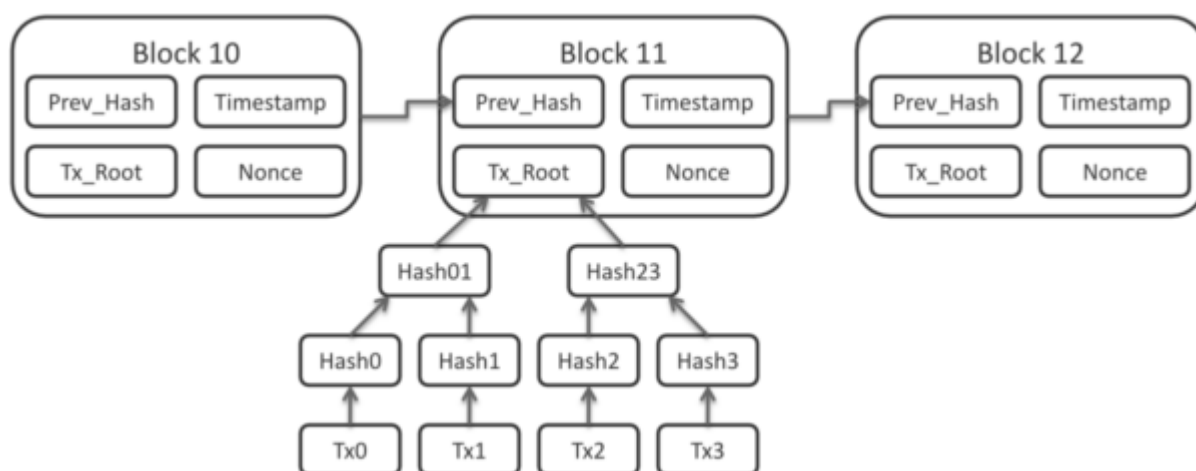 Block 10
Block 11
Block 12
Prev_Hash
Timestamp
Prev_Hash
Timestamp
Prev_Hash
Timestamp
Tx_Root
Nonce
Tx_Root
Nonce
Tx_Root
Nonce
Hash01
Hash23
Hash0
Hash1
Hash2
Hash3
Tx0
Tx1
Tx2
Tx3